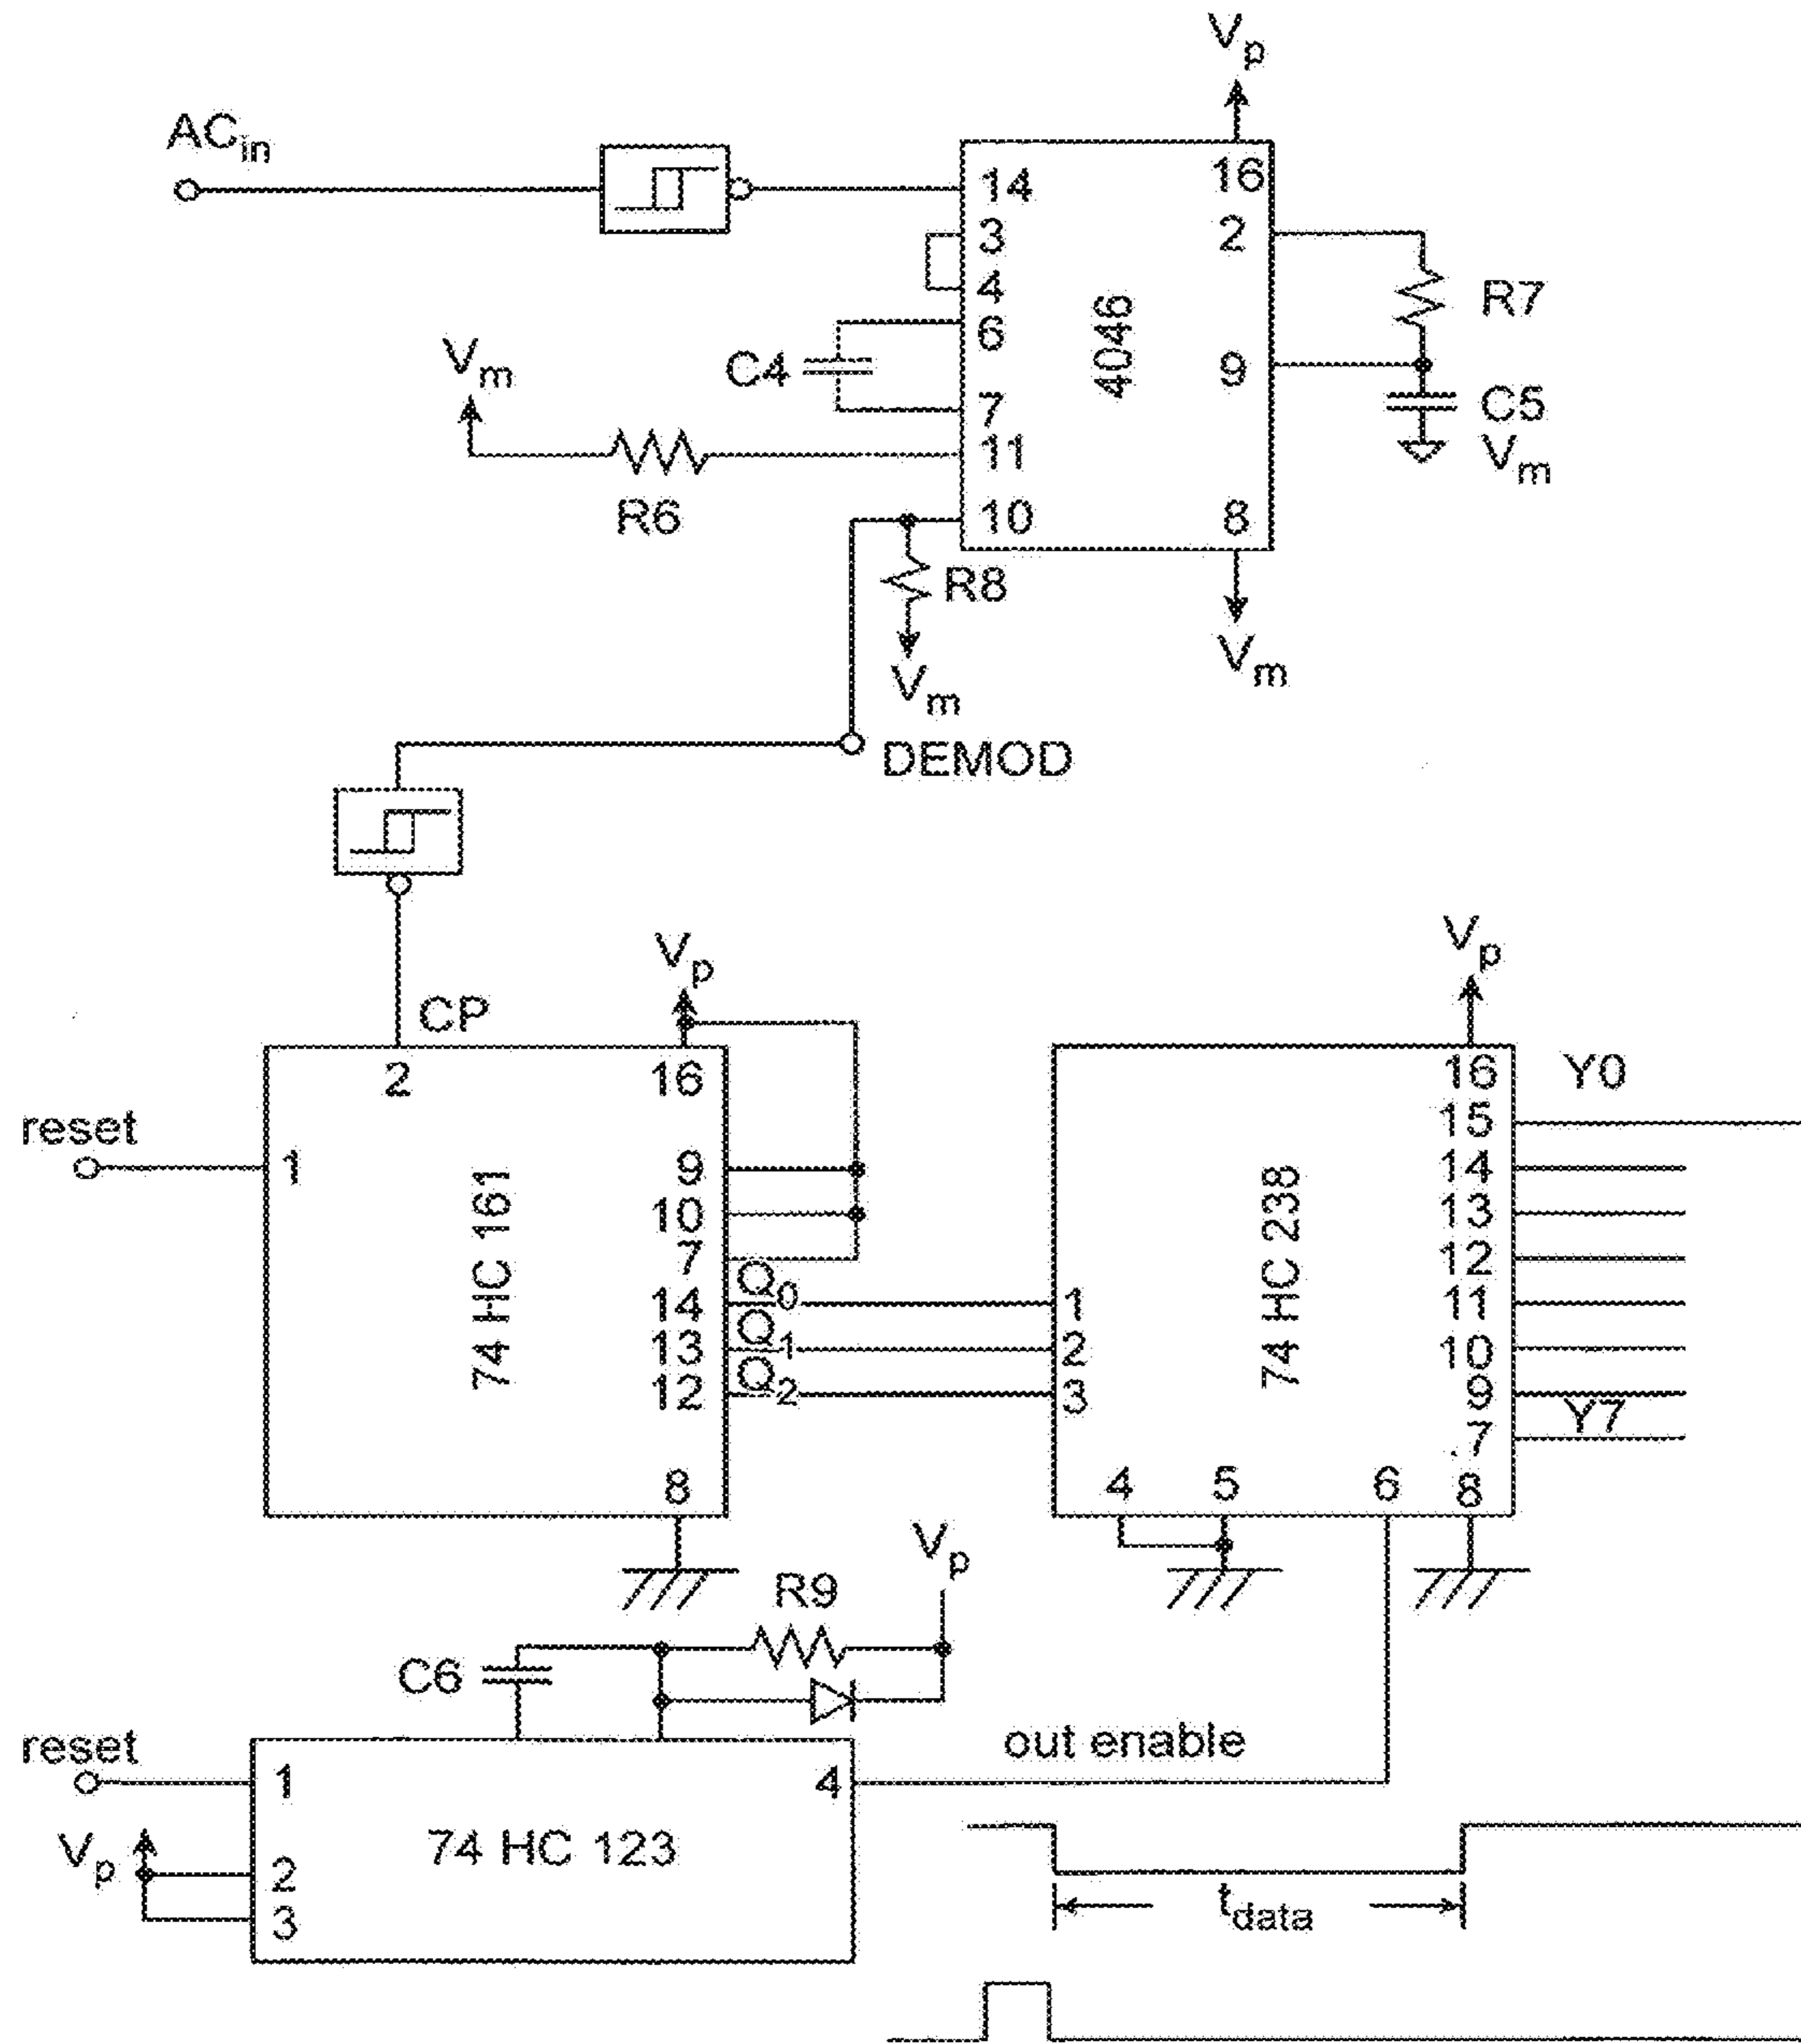 Vp
ACin
14 16
3 2
4
6
7 9
11
10 8
4046
R7
C4
Vm
C5
Vm
R6
R8
Vm
Vm
DEMOD
CP
Vp
Vp
2 16
reset
1
9
10
7
14 Q0
13 Q1
12 Q2
8
74 HC 161
16 Y0
15
14
13
12
1 11
2 10
3 9
Y7
7
4 5 6 8
74 HC 238
Vp
R9
C6
reset
1 4
out enable
74 HC 123
Vp
2
3
tdata